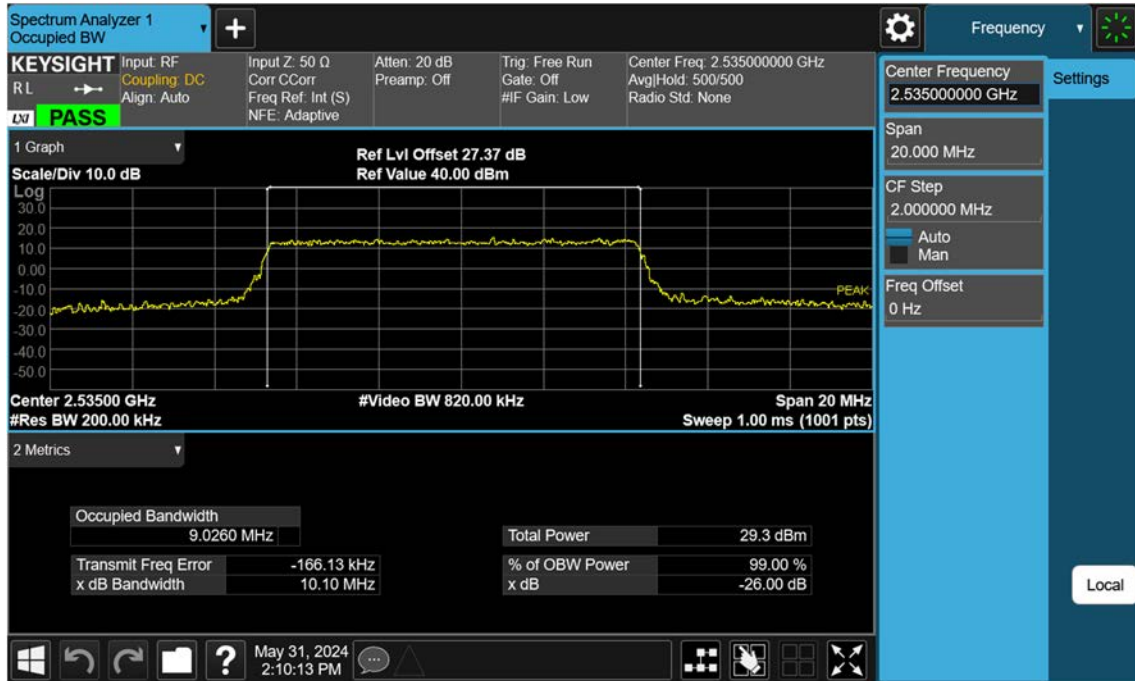 Spectrum Analyzer 1
Occupied BW
+
Frequency
KEYSIGHT
R L
LXI PASS
Input: RF
Coupling: DC
Align: Auto
Input Z: 50 Ω
Corr CCorr
Freq Ref: Int (S)
NFE: Adaptive
Atten: 20 dB
Preamp: Off
Trig: Free Run
Gate: Off
#IF Gain: Low
Center Freq: 2.535000000 GHz
Avg|Hold: 500/500
Radio Std: None
Center Frequency
2.535000000 GHz
Settings
Span
20.000 MHz
CF Step
2.000000 MHz
Auto
Man
Freq Offset
0 Hz
Local
1 Graph
Scale/Div 10.0 dB
Ref Lvl Offset 27.37 dB
Ref Value 40.00 dBm
Log
30.0
20.0
10.0
0.00
-10.0
-20.0
-30.0
-40.0
-50.0
PEAK
Center 2.53500 GHz
#Video BW 820.00 kHz
Span 20 MHz
#Res BW 200.00 kHz
Sweep 1.00 ms (1001 pts)
2 Metrics
Occupied Bandwidth
9.0260 MHz
Total Power 29.3 dBm
Transmit Freq Error -166.13 kHz
% of OBW Power 99.00 %
x dB Bandwidth 10.10 MHz
x dB -26.00 dB
?
May 31, 2024
2:10:13 PM